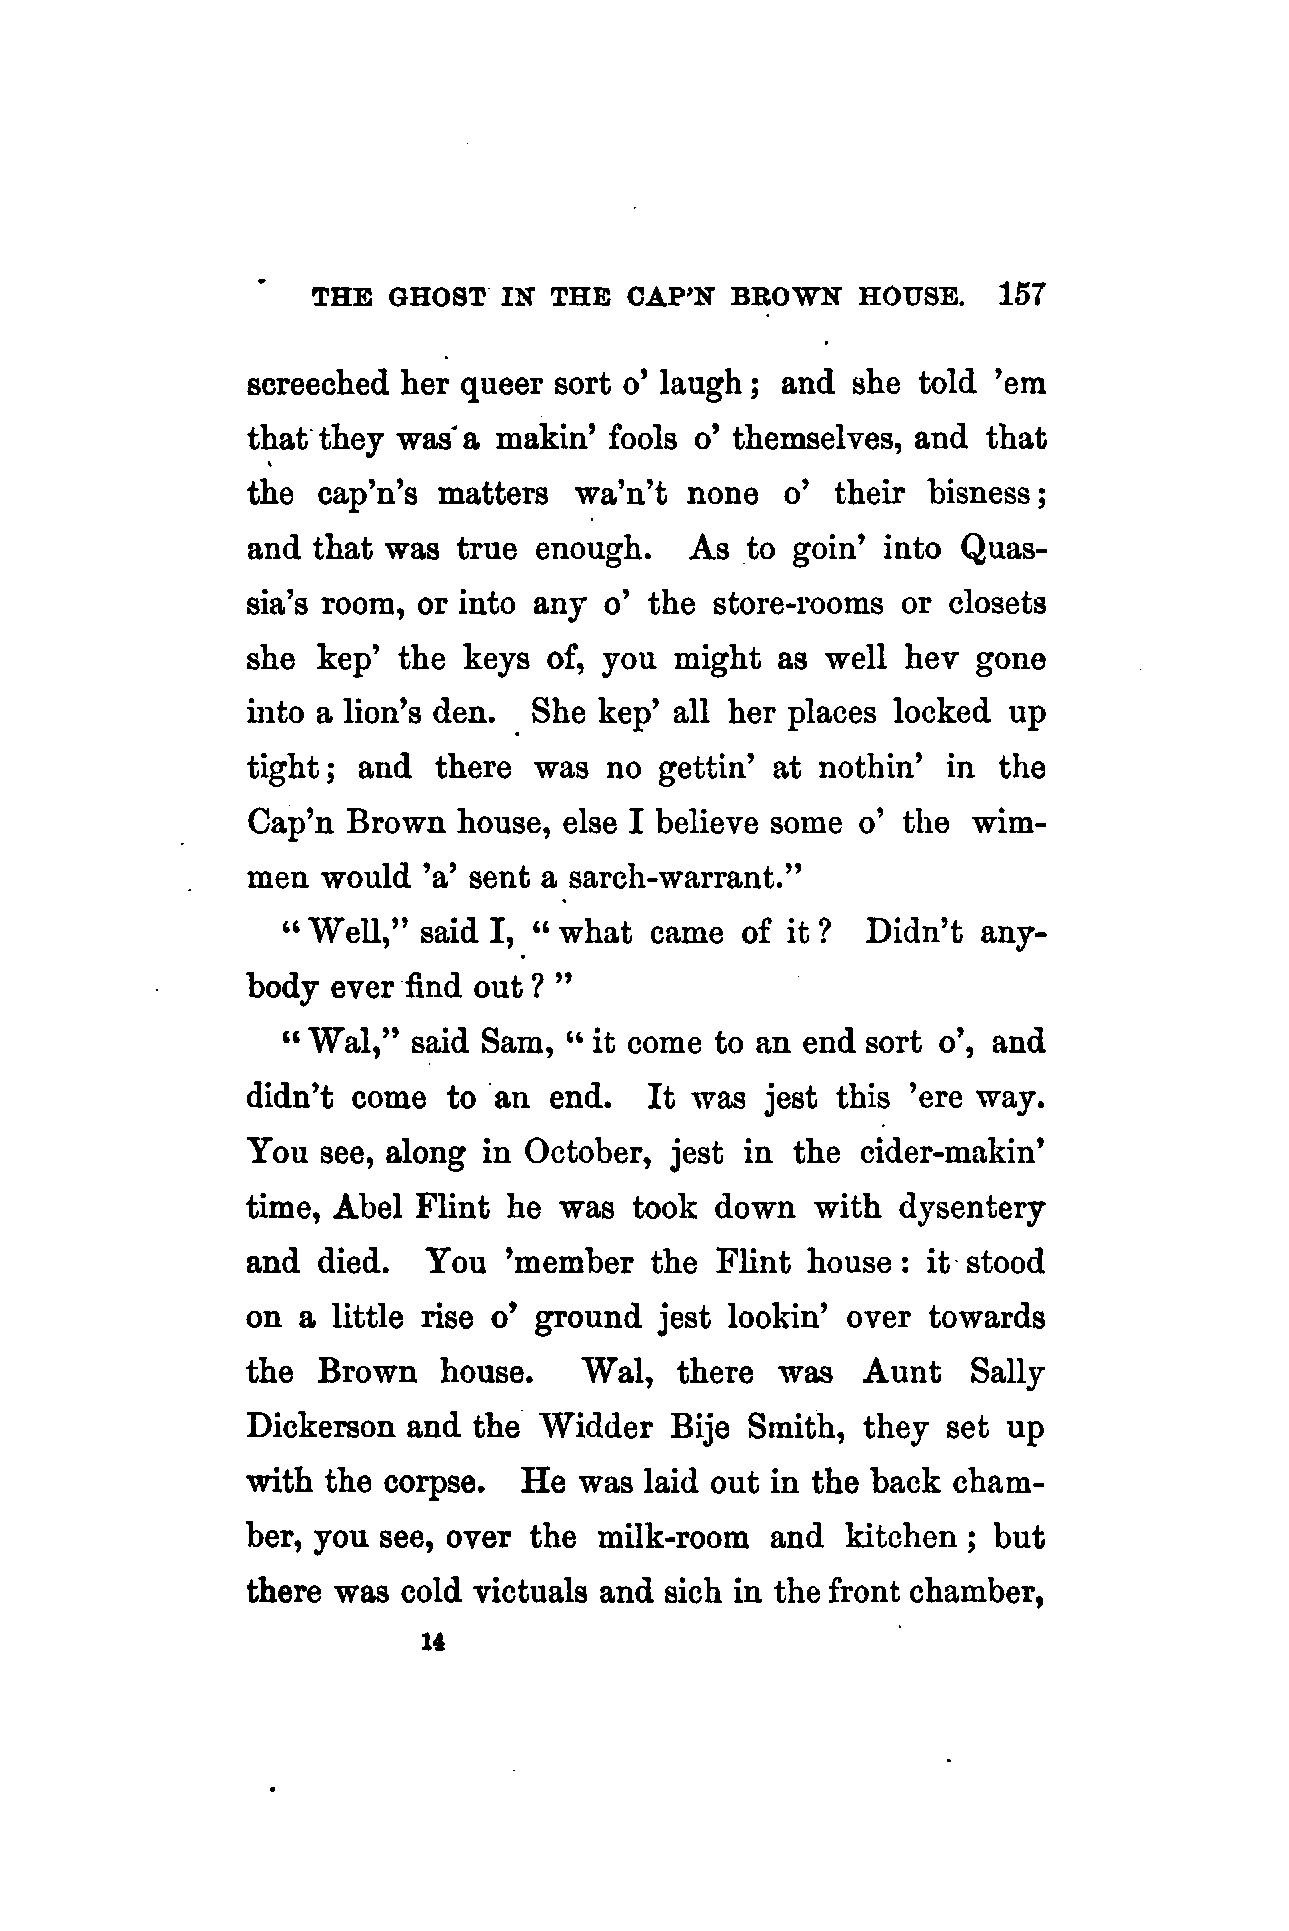 THE GHOST IN THE CAP'N BROWN HOUSE. 157
screeched her queer sort o' laugh; and she told 'em
that they was a makin' fools o' themselves, and that
the cap'n's matters wa'n't none o' their bisness;
and that was true enough. As to goin' into Quas-
sia's room, or into any o' the store-rooms or closets
she kep' the keys of, you might as well hev gone
into a lion's den. She kep' all her places locked up
tight; and there was no gettin' at nothin' in the
Cap'n Brown house, else I believe some o' the wim-
men would 'a' sent a sarch-warrant."
"Well," said I, "what came of it? Didn't any-
body ever find out?"
"Wal," said Sam, "it come to an end sort o', and
didn't come to an end. It was jest this 'ere way.
You see, along in October, jest in the cider-makin'
time, Abel Flint he was took down with dysentery
and died. You 'member the Flint house: it stood
on a little rise o' ground jest lookin' over towards
the Brown house. Wal, there was Aunt Sally
Dickerson and the Widder Bije Smith, they set up
with the corpse. He was laid out in the back cham-
ber, you see, over the milk-room and kitchen; but
there was cold victuals and sich in the front chamber,
14